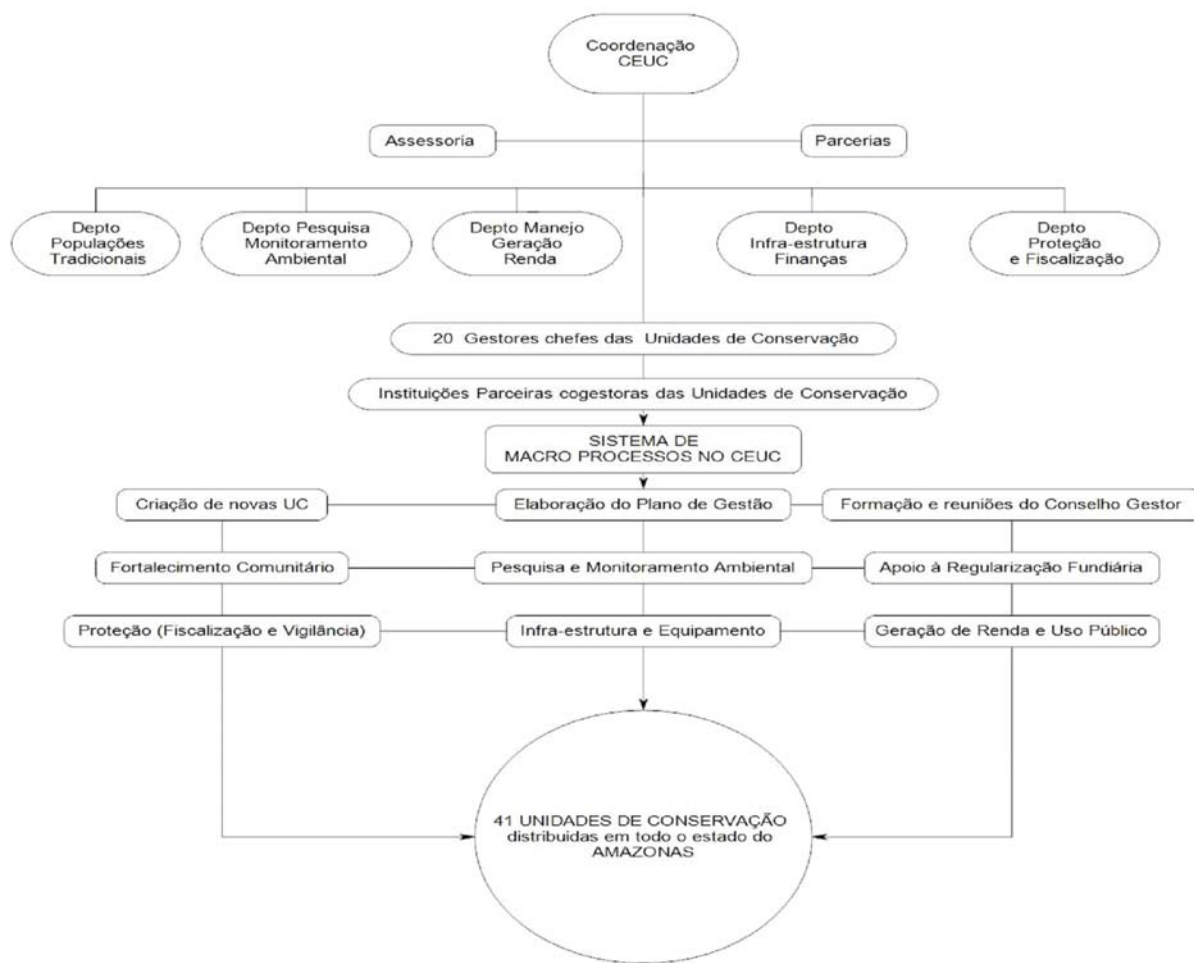 Coordenação
CEUC
Assessoria
Parcerias
Depto
Populações
Tradicionais
Depto Pesquisa
Monitoramento
Ambiental
Depto Manejo
Geração
Renda
Depto
Infra-estrutura
Finanças
Depto
Proteção
e Fiscalização
20 Gestores chefes das Unidades de Conservação
Instituições Parceiras cogestoras das Unidades de Conservação
SISTEMA DE
MACRO PROCESSOS NO CEUC
Criação de novas UC
Elaboração do Plano de Gestão
Formação e reuniões do Conselho Gestor
Fortalecimento Comunitário
Pesquisa e Monitoramento Ambiental
Apoio à Regularização Fundiária
Proteção (Fiscalização e Vigilância)
Infra-estrutura e Equipamento
Geração de Renda e Uso Público
41 UNIDADES DE CONSERVAÇÃO
distribuidas em todo o estado do
AMAZONAS